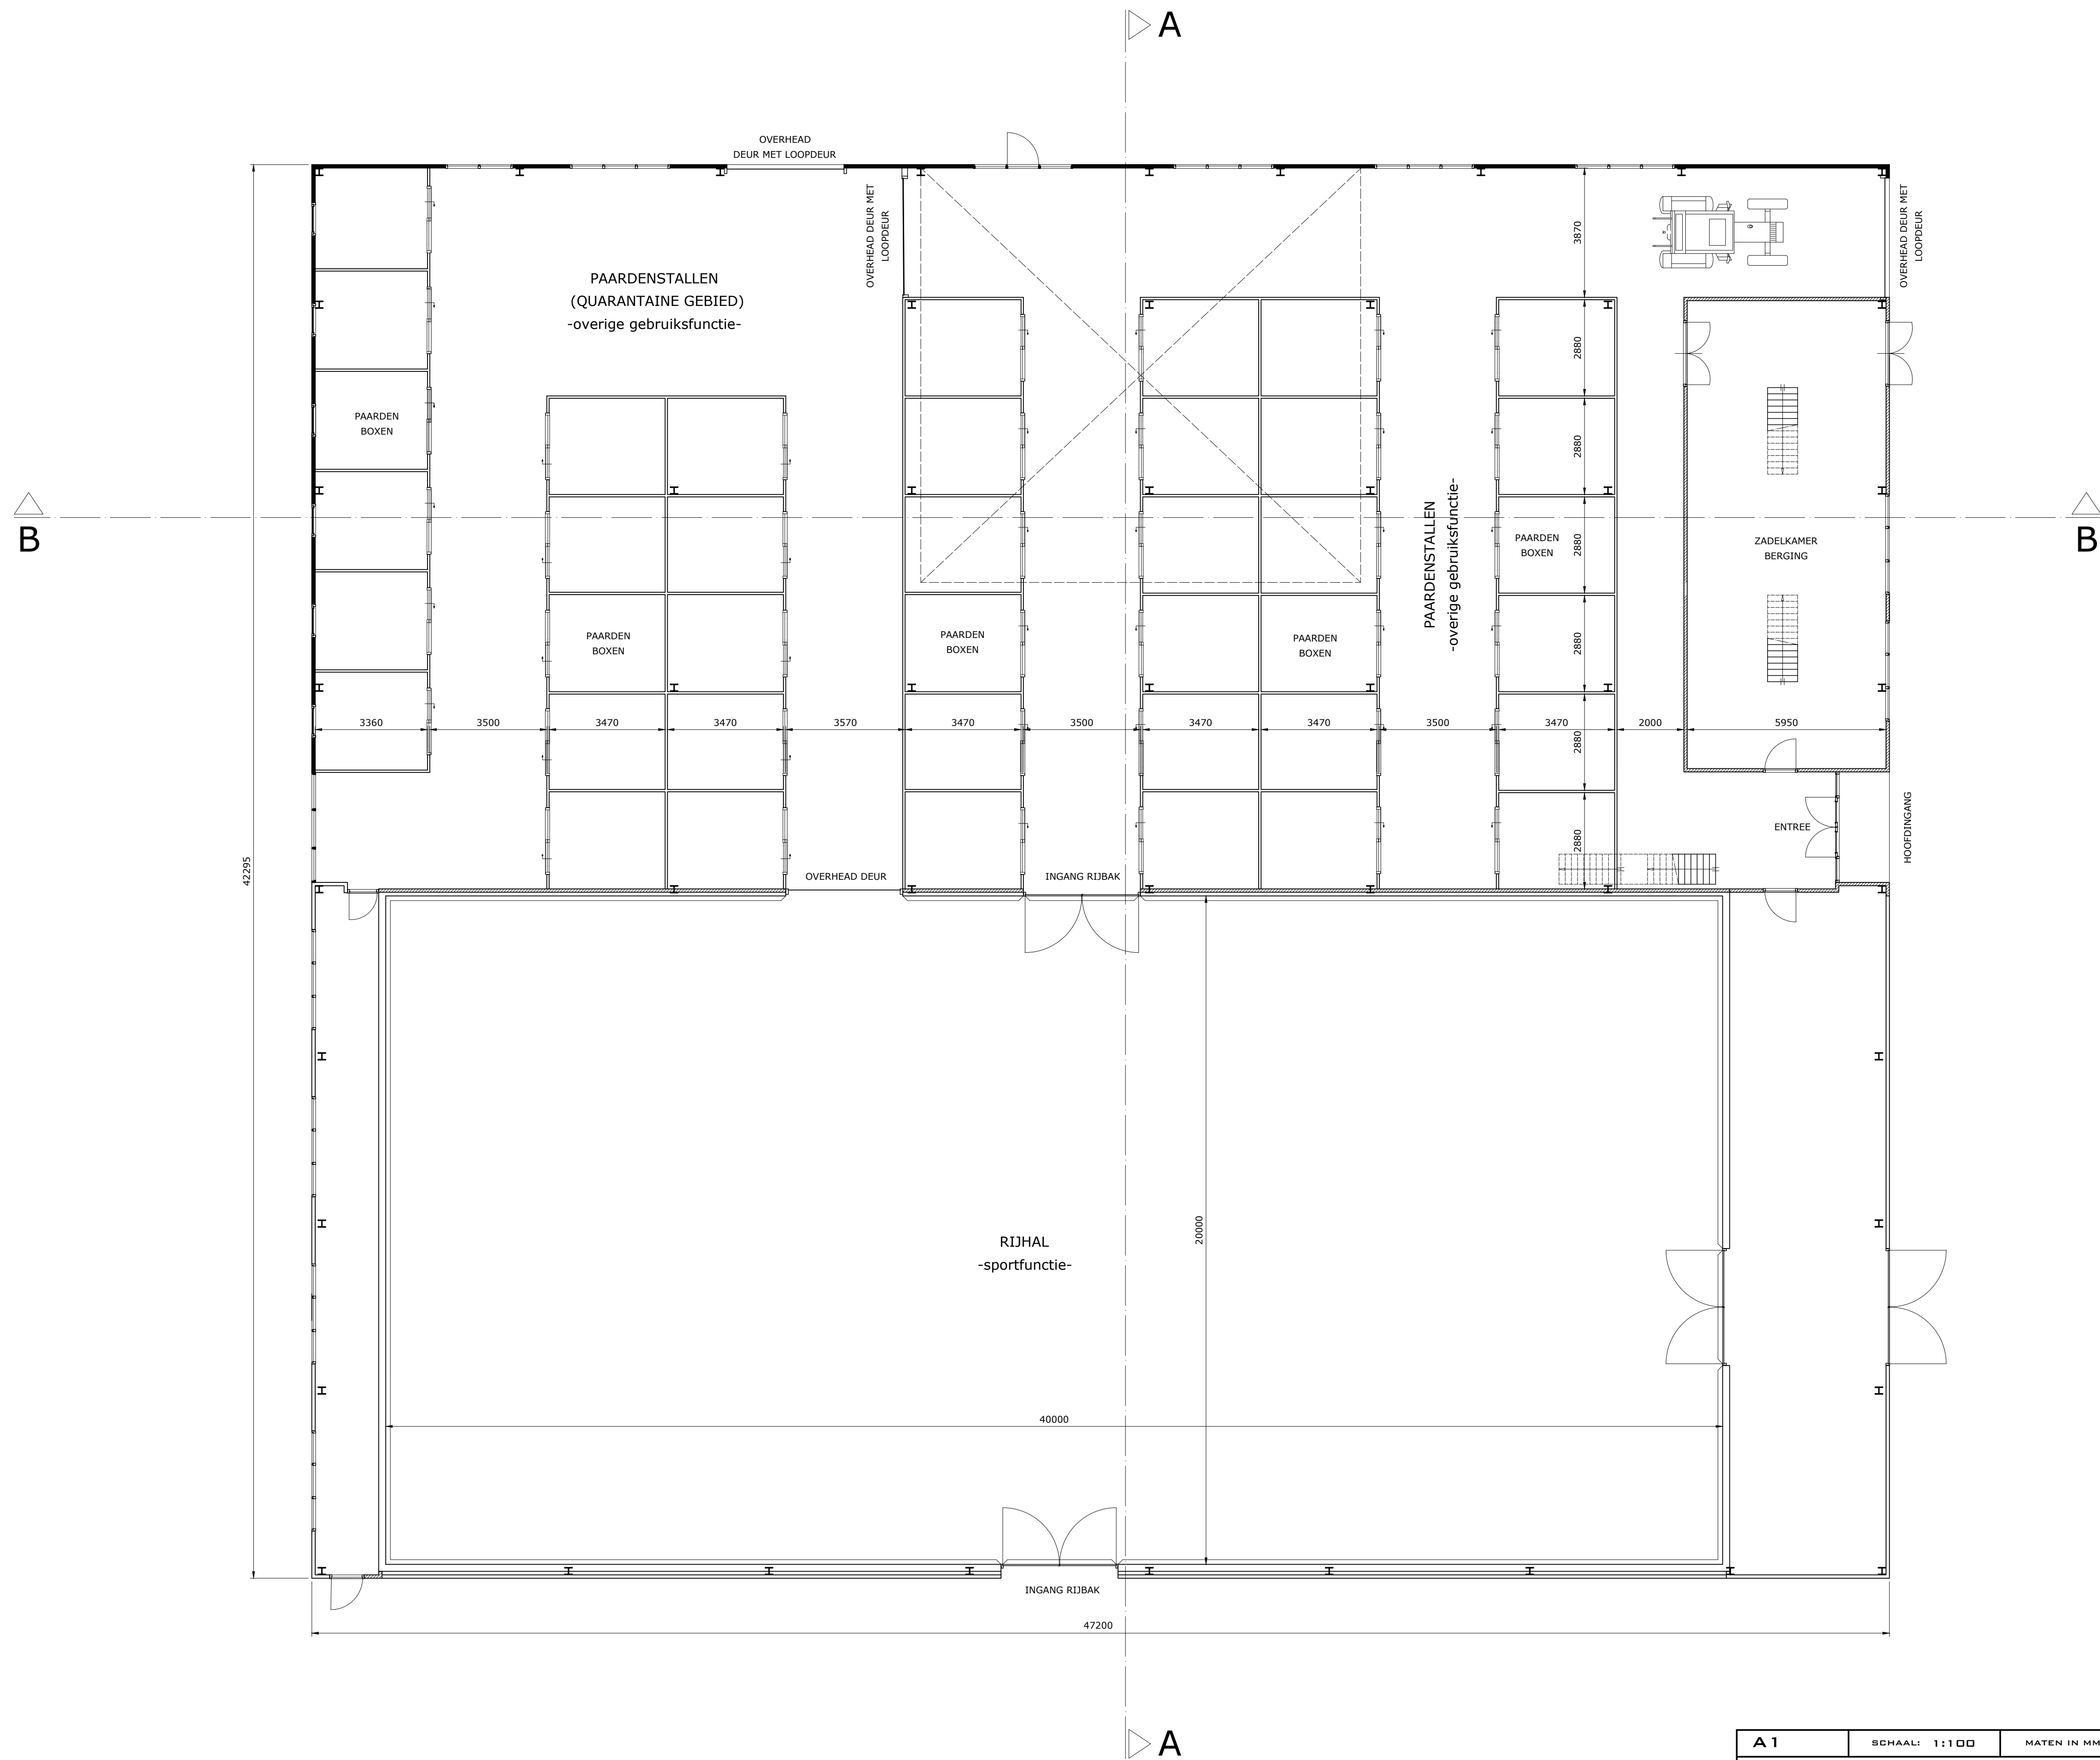 A
OVERHEAD
DEUR MET LOOPDEUR
OVERHEAD DEUR MET
LOOPDEUR
OVERHEAD DEUR MET
LOOPDEUR
3870
PAARDENSTALLEN
(QUARANTAINE GEBIED)
-overige gebruiksfunctie-
2880
PAARDEN
BOXEN
2880
B
B
PAARDENSTALLEN
-overige gebruiksfunctie-
PAARDEN
BOXEN
2880
ZADELKAMER
BERGING
PAARDEN
BOXEN
PAARDEN
BOXEN
PAARDEN
BOXEN
2880
3360
3500
3470
3470
3570
3470
3500
3470
3470
3500
3470
2000
5950
2880
ENTREE
HOOFDINGANG
2880
42295
OVERHEAD DEUR
INGANG RIJBAK
20000
RIJHAL
-sportfunctie-
40000
INGANG RIJBAK
47200
A
A1
SCHAAL: 1:100
MATEN IN MM